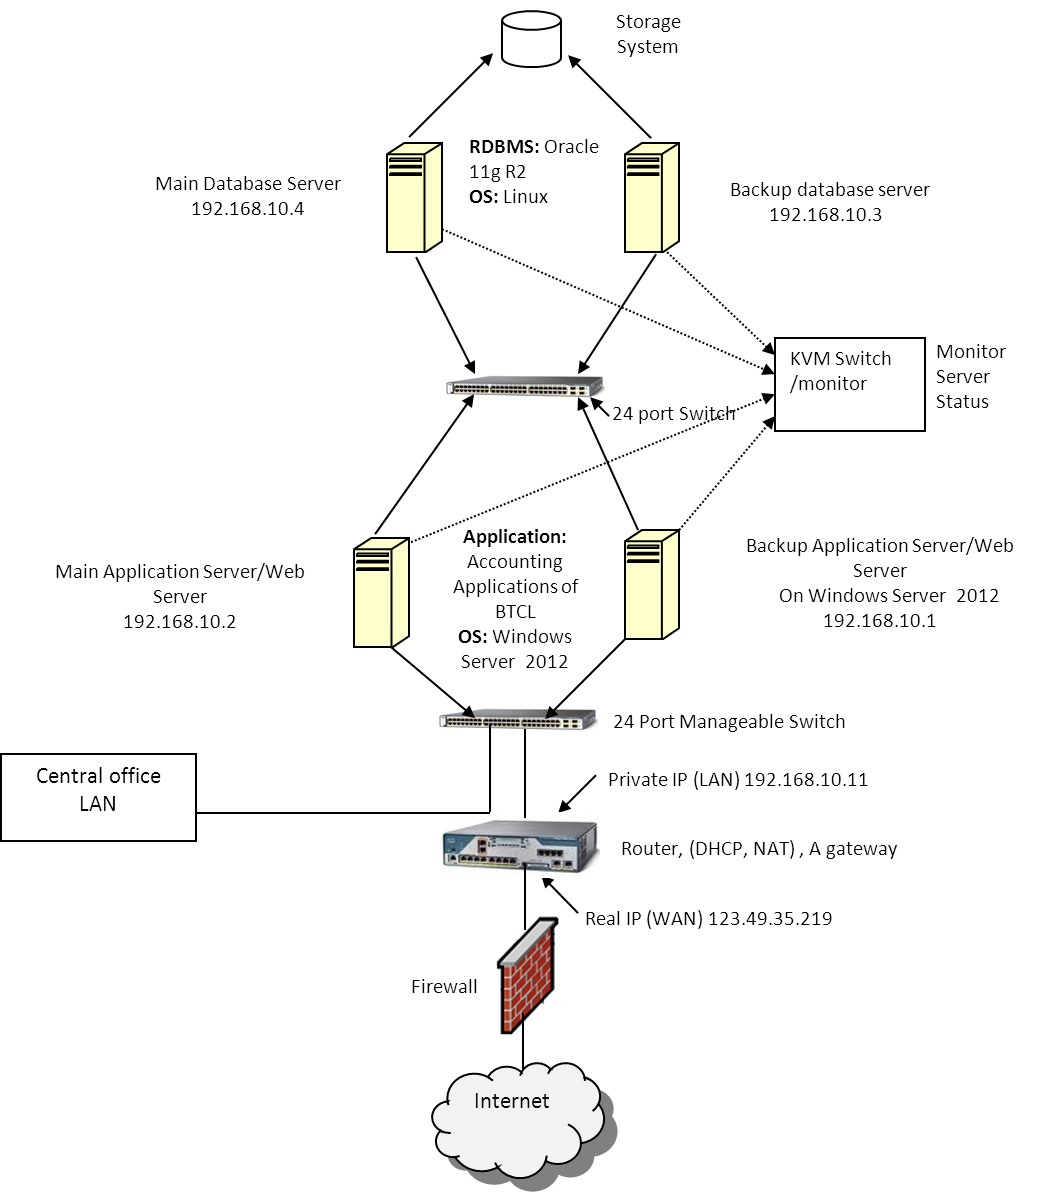 Storage
System
RDBMS: Oracle
11g R2
OS: Linux
Main Database Server
192.168.10.4
Backup database server
192.168.10.3
KVM Switch
/monitor
Monitor
Server
Status
24 port Switch
Application:
Accounting
Applications of
BTCL
OS: Windows
Server 2012
Main Application Server/Web
Server
192.168.10.2
Backup Application Server/Web
Server
On Windows Server 2012
192.168.10.1
24 Port Manageable Switch
Central office
LAN
Private IP (LAN) 192.168.10.11
Router, (DHCP, NAT) , A gateway
Real IP (WAN) 123.49.35.219
Firewall
Internet